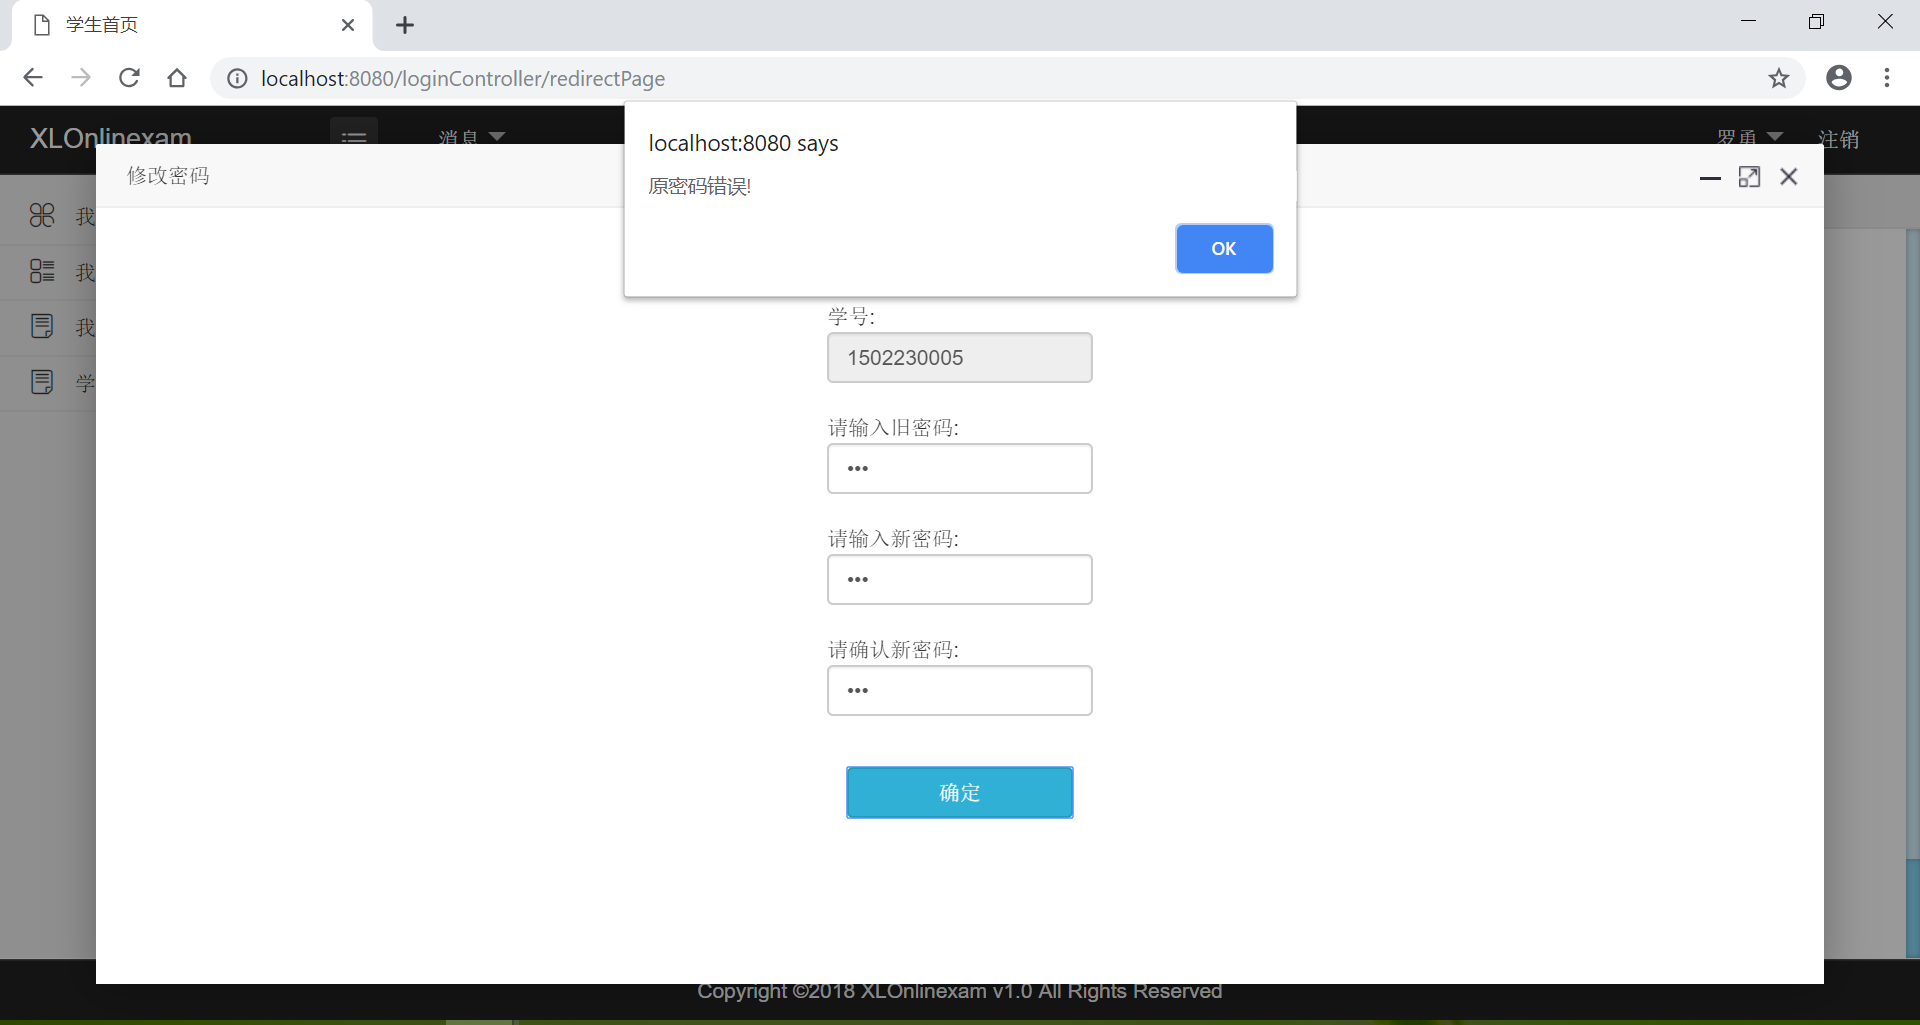 学生首页
localhost:8080/loginController/redirectPage
XLOnlinexam
消息
罗勇
注销
localhost:8080 says
原密码错误!
OK
修改密码
我
我
我
学
学号:
1502230005
请输入旧密码:
•••
请输入新密码:
•••
请确认新密码:
•••
确定
Copyright ©2018 XLOnlinexam v1.0 All Rights Reserved